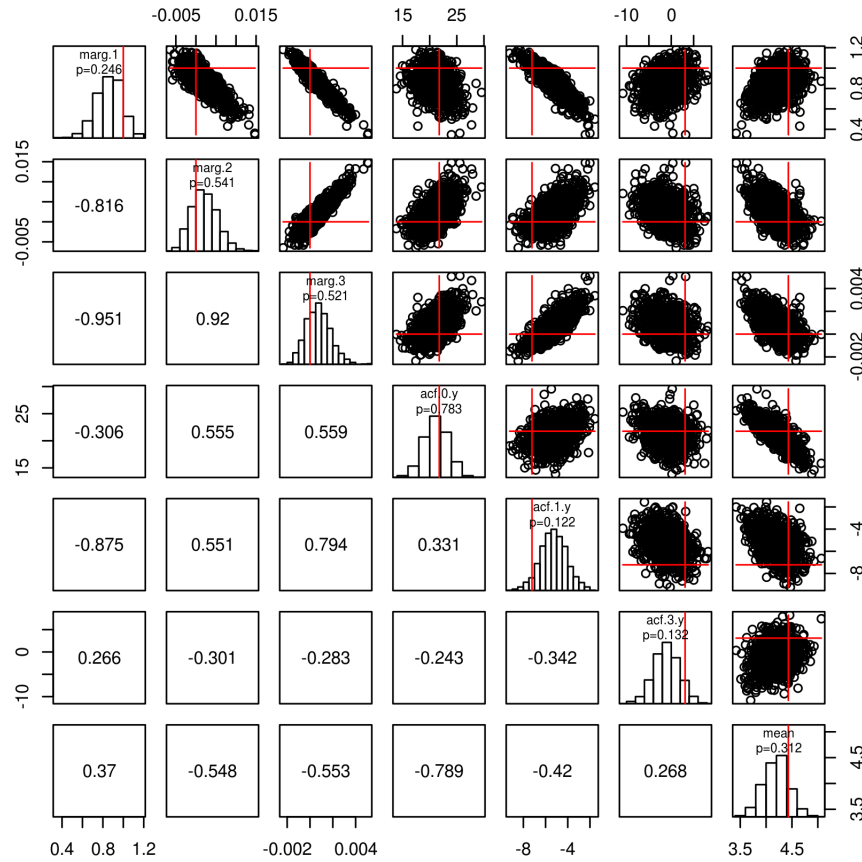 -0.005 0.015 15 25 -10 0
marg.1
p=0.246
0.4 0.8 1.2
-0.005 0.015
-0.816
marg.2
p=0.541
-0.951 0.92
marg.3
p=0.521
-0.002 0.004
15 25
-0.306 0.555 0.559
acf.0.y
p=0.783
-0.875 0.551 0.794 0.331
acf.1.y
p=0.122
-8 -4
-10 0
0.266 -0.301 -0.283 -0.243 -0.342
acf.3.y
p=0.132
0.37 -0.548 -0.553 -0.789 -0.42 0.268
mean
p=0.312
3.5 4.5
0.4 0.8 1.2 -0.002 0.004 -8 -4 3.5 4.5